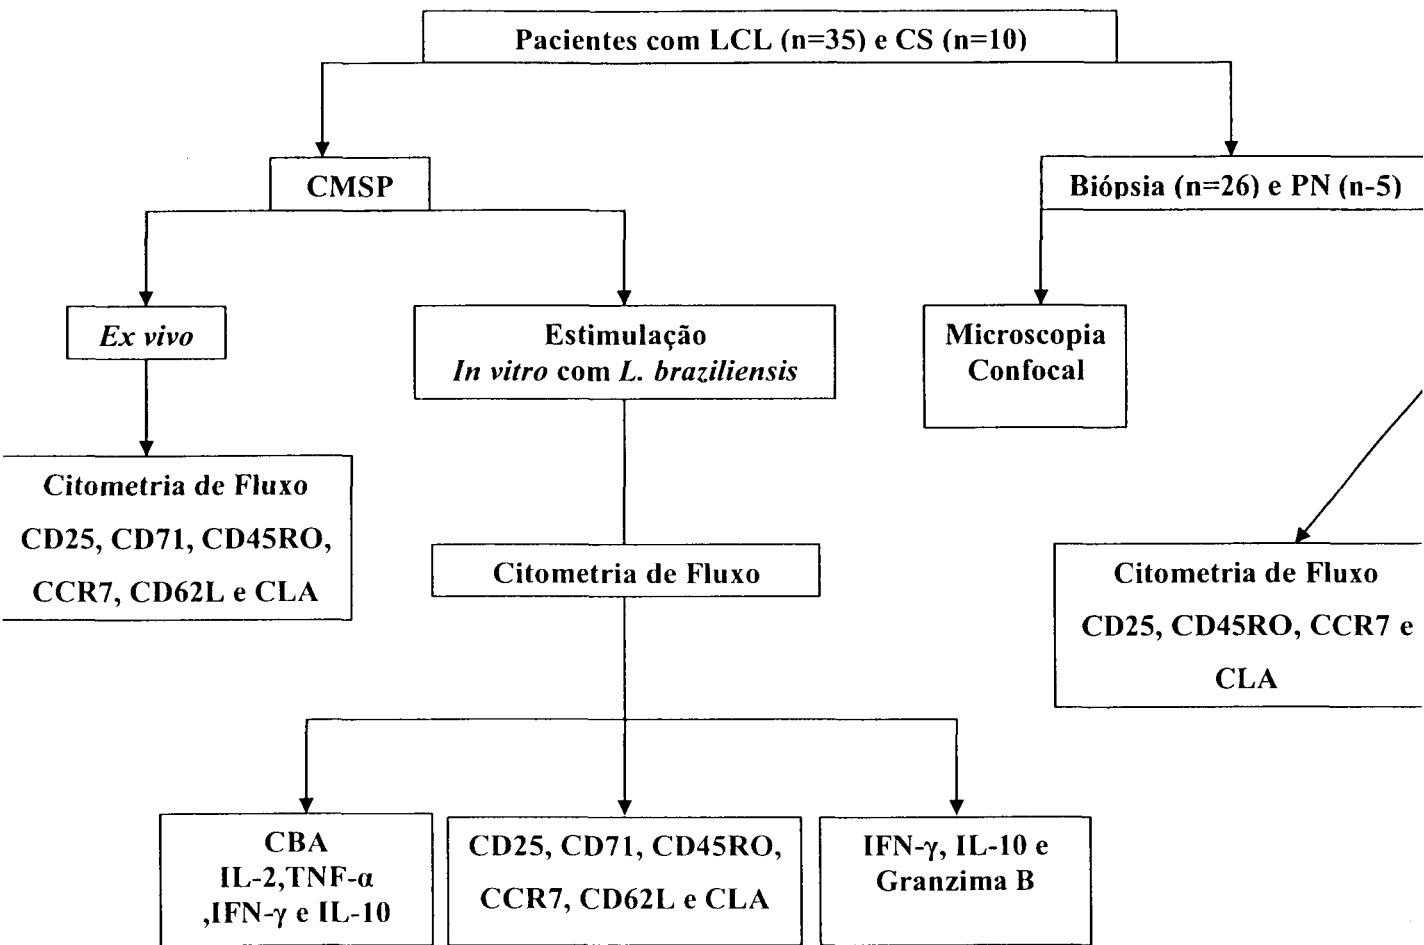 Pacientes com LCL (n=35) e CS (n=10)
CMSP
Biópsia (n=26) e PN (n-5)
Ex vivo
Estimulação
In vitro com L. braziliensis
Microscopia
Confocal
Citometria de Fluxo
CD25, CD71, CD45RO,
CCR7, CD62L e CLA
Citometria de Fluxo
Citometria de Fluxo
CD25, CD45RO, CCR7 e
CLA
CBA
IL-2,TNF-α
,IFN-γ e IL-10
CD25, CD71, CD45RO,
CCR7, CD62L e CLA
IFN-γ, IL-10 e
Granzima B